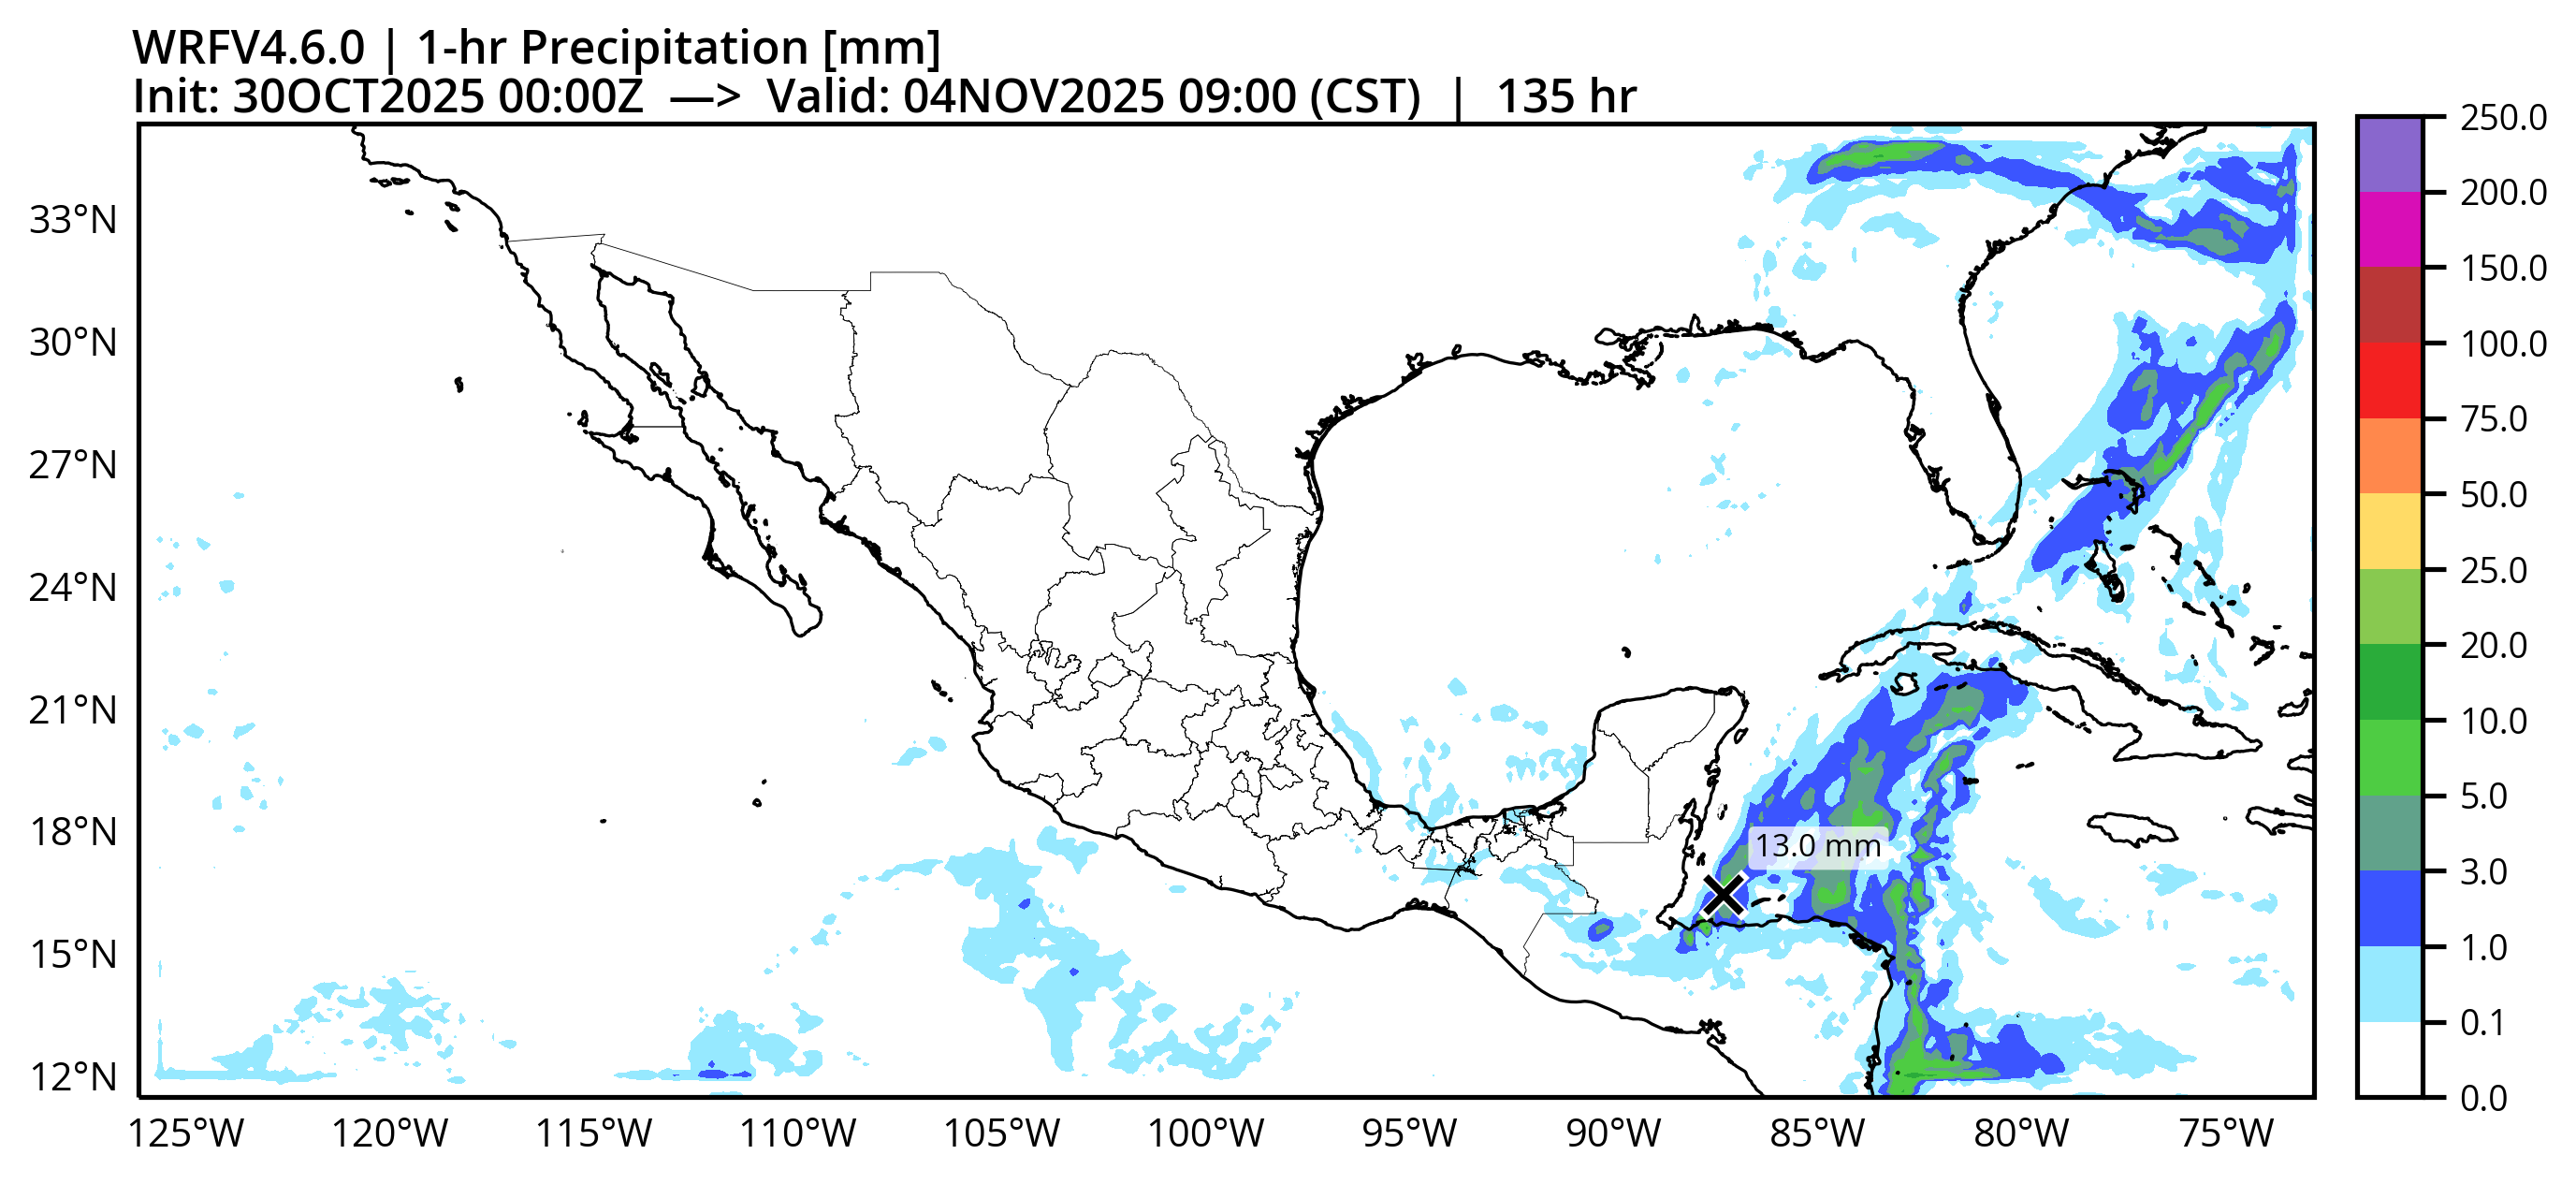 WRFV4.6.0 | 1-hr Precipitation [mm]
Init: 30OCT2025 00:00Z —> Valid: 04NOV2025 09:00 (CST) | 135 hr
33°N
30°N
27°N
24°N
21°N
18°N
15°N
12°N
13.0 mm
125°W 120°W 115°W 110°W 105°W 100°W 95°W 90°W 85°W 80°W 75°W
250.0
200.0
150.0
100.0
75.0
50.0
25.0
20.0
10.0
5.0
3.0
1.0
0.1
0.0